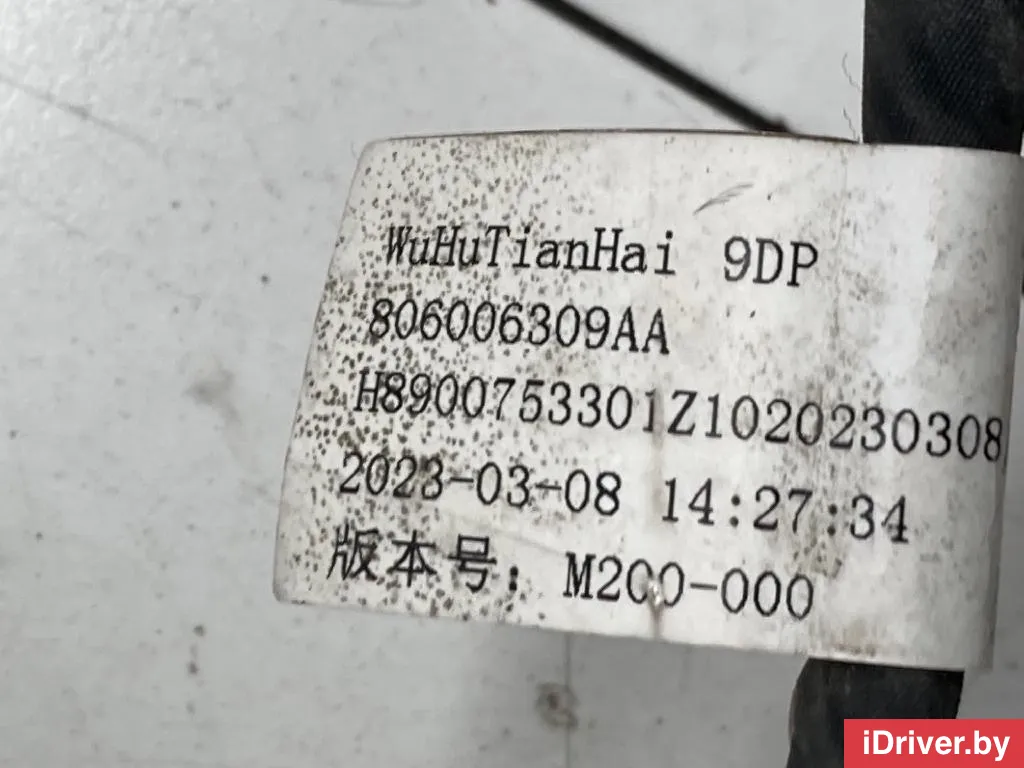 WuHuTianHai 9DP
806006309AA
H8900753301Z1020230308
2023-03-08 14:27:34
版本号：M200-000
iDriver.by